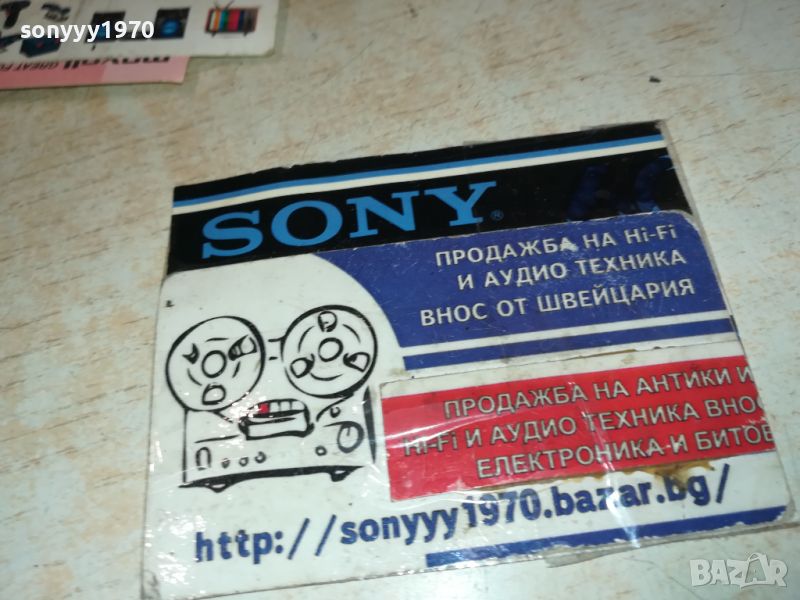 sonyyy1970
SONY®
ПРОДАЖБА НА Hi-Fi
И АУДИО ТЕХНИКА
ВНОС ОТ ШВЕЙЦАРИЯ
ПРОДАЖБА НА АНТИКИ И
Hi-Fi И АУДИО ТЕХНИКА ВНОС
ЕЛЕКТРОНИКА И БИТОВ
http://sonyyy1970.bazar.bg/
BAZAR